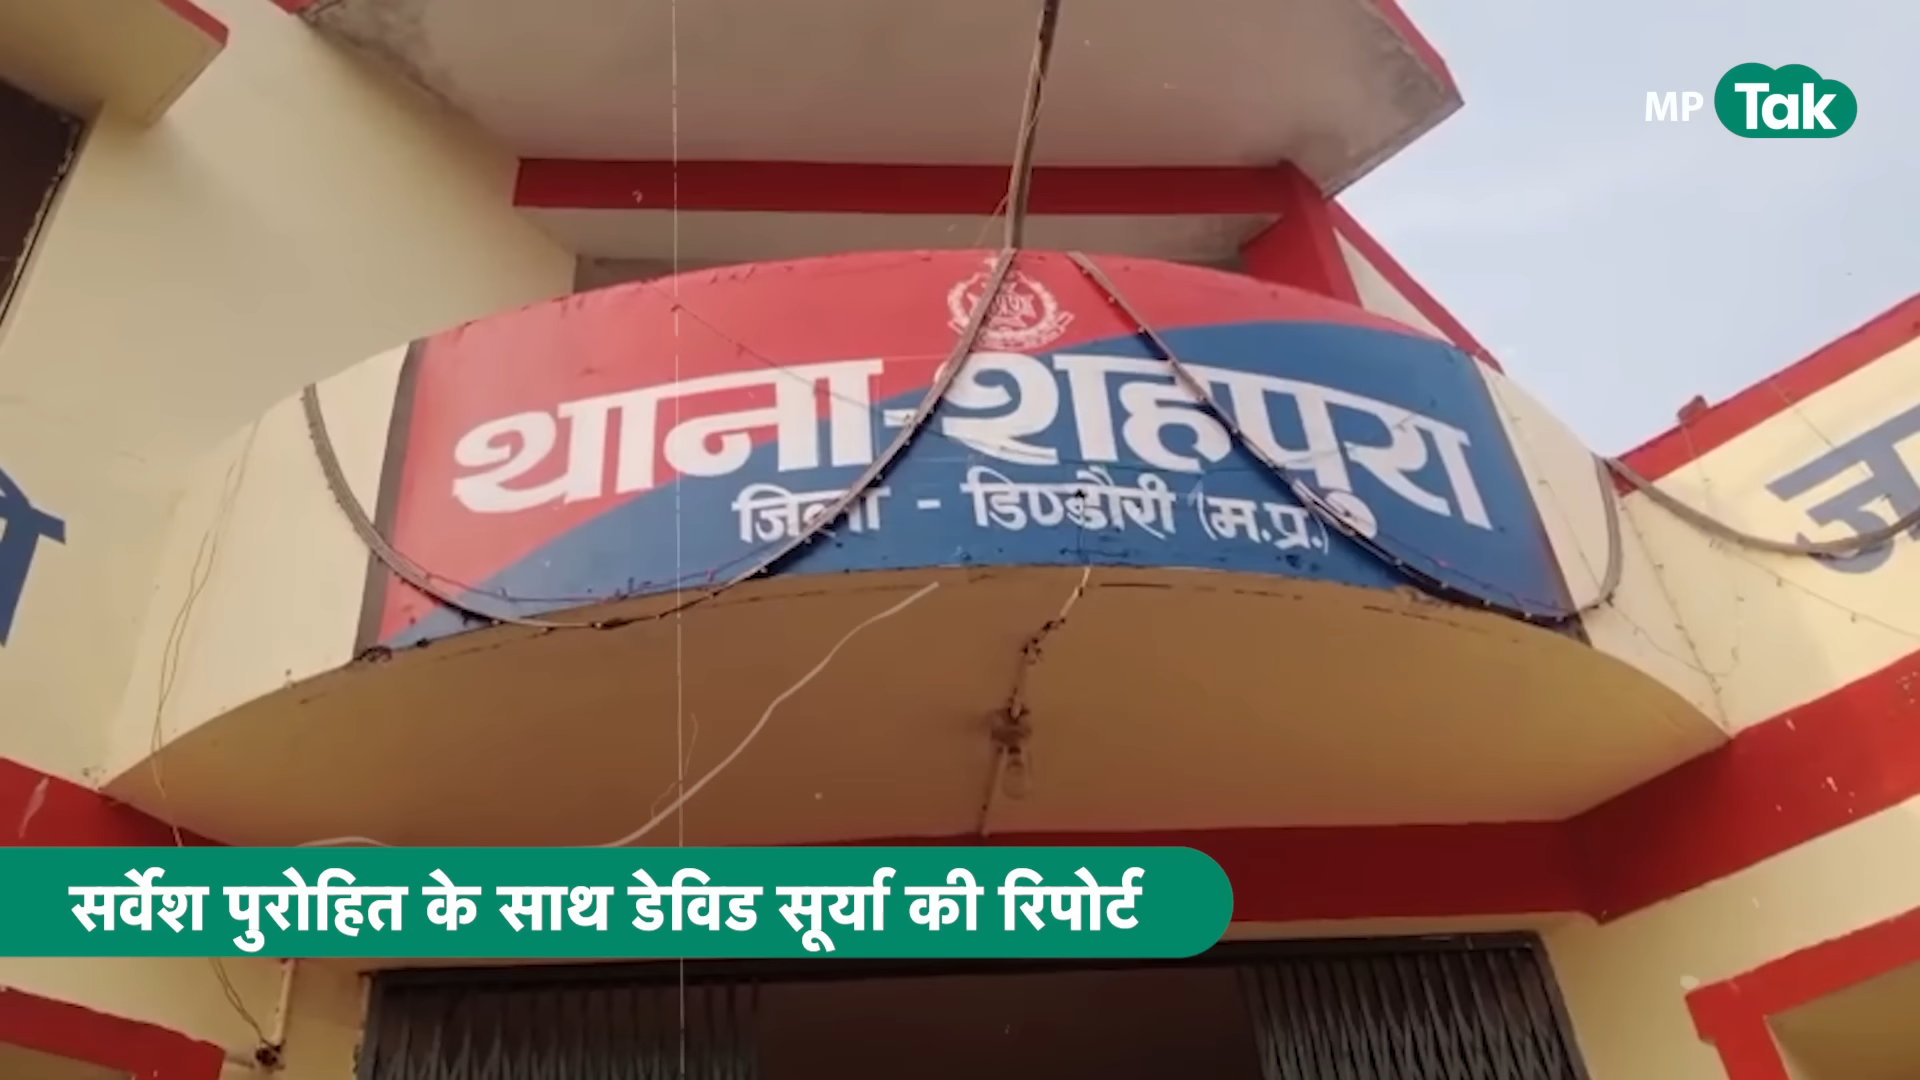 MP Tak
थाना-शहपुरा
जिला - डिण्डौरी (म.प्र.)
सर्वेश पुरोहित के साथ डेविड सूर्या की रिपोर्ट